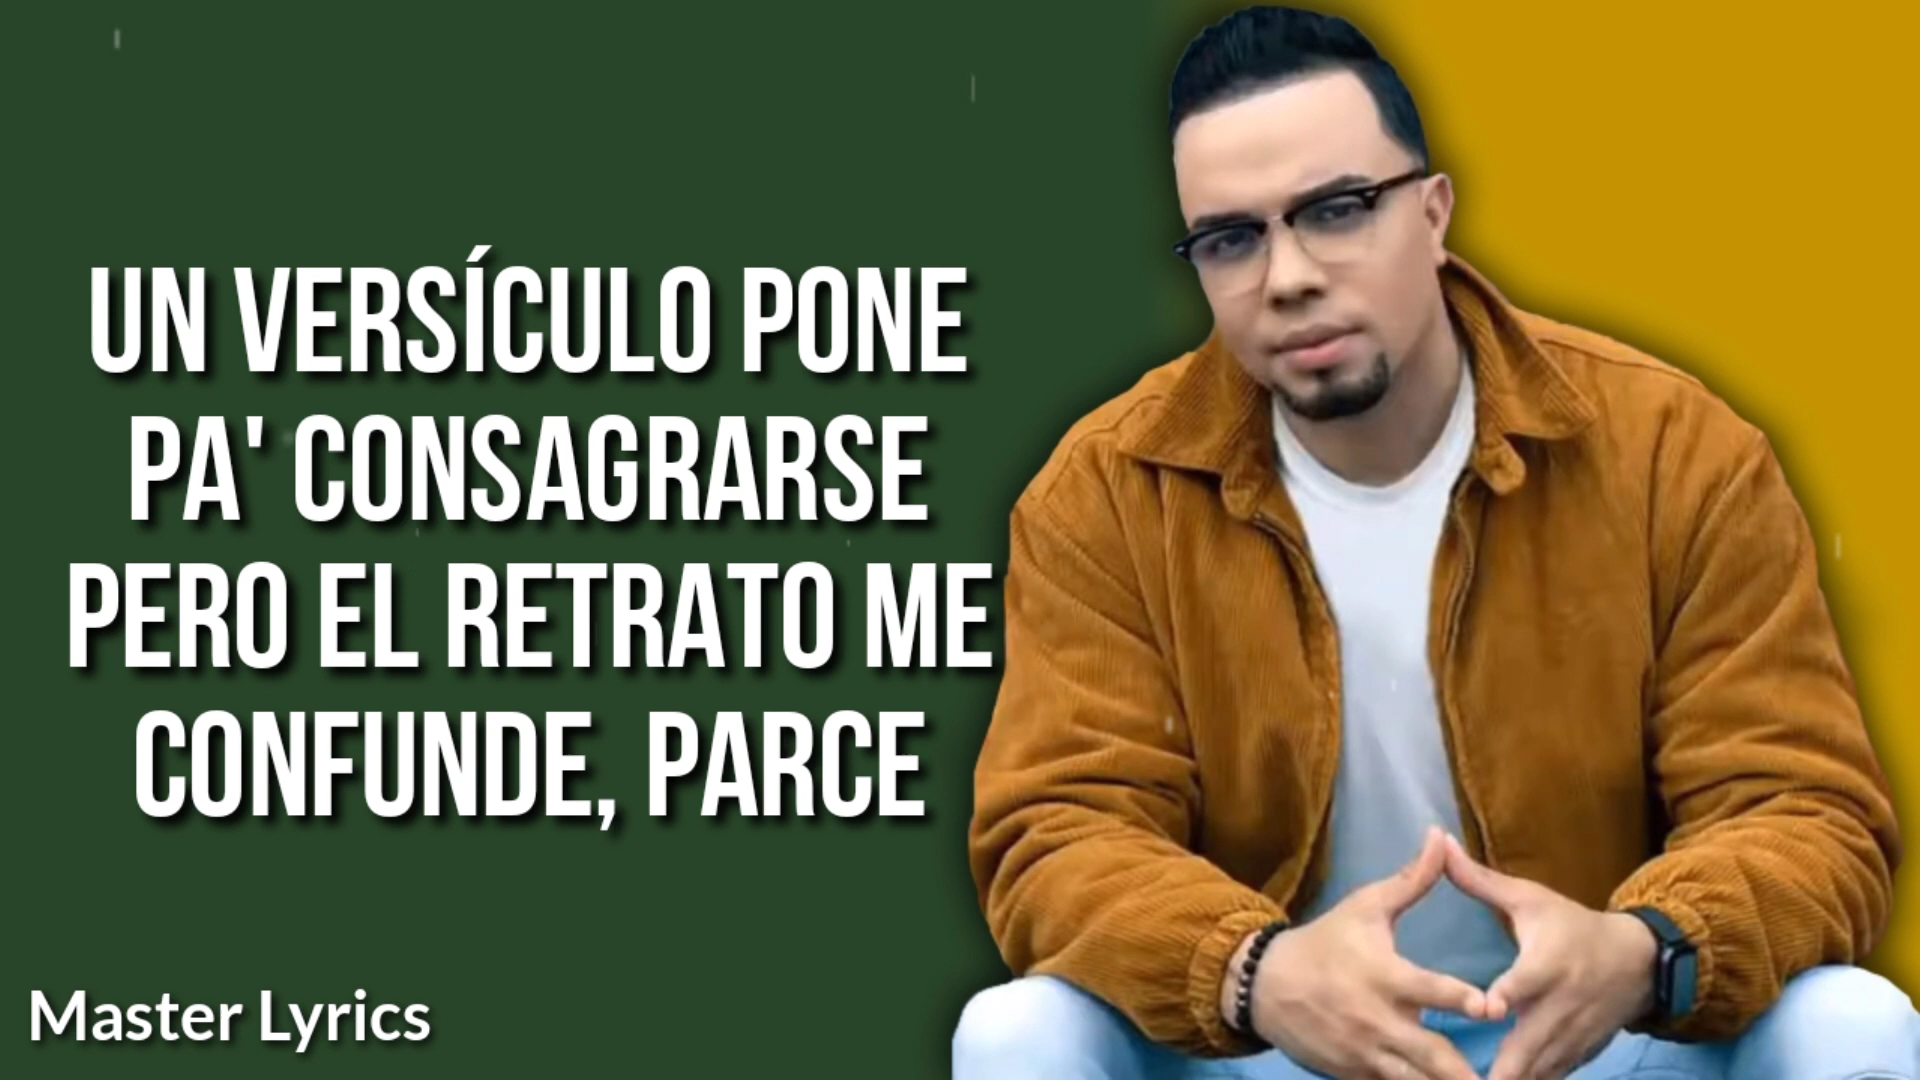 UN VERSÍCULO PONE
PA' CONSAGRARSE
PERO EL RETRATO ME
CONFUNDE, PARCE
Master Lyrics